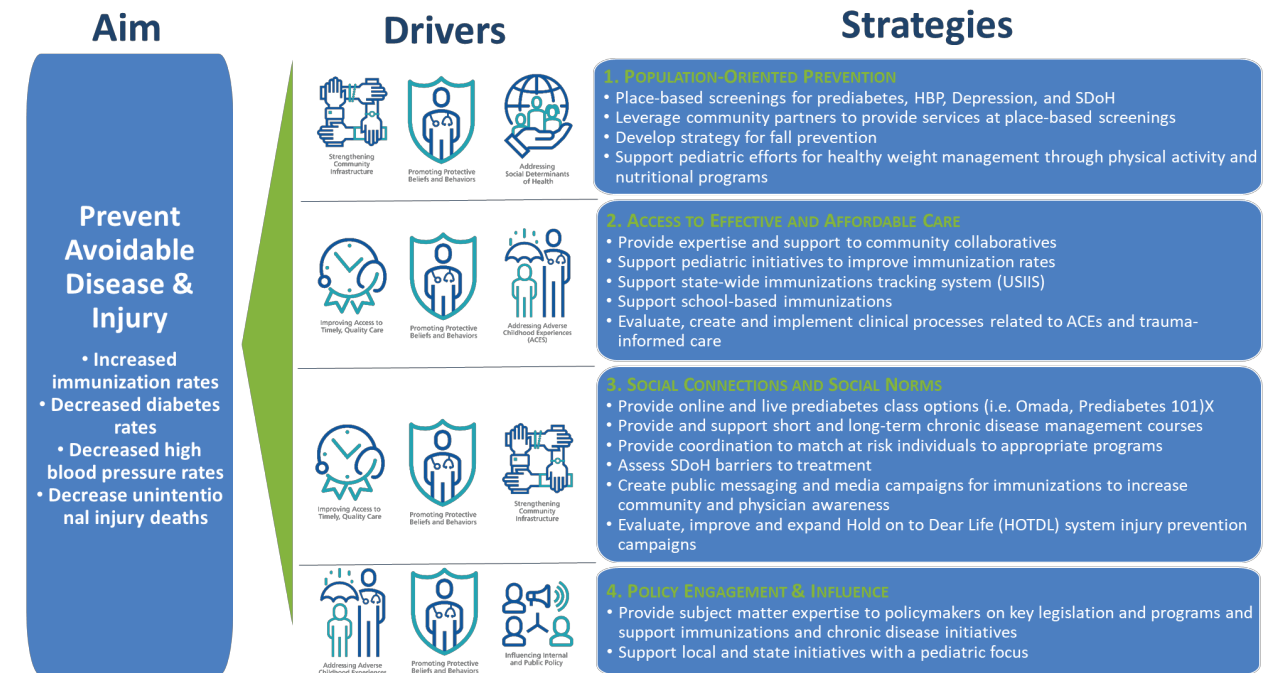 Aim
Drivers
Strategies
Prevent
Avoidable
Disease &
Injury
• Increased
immunization rates
• Decreased diabetes
rates
• Decreased high
blood pressure rates
• Decrease unintentio
nal injury deaths
Strengthening
Community
Infrastructure
Promoting Protective
Beliefs and Behaviors
Addressing
Social Determinants
of Health
1. POPULATION-ORIENTED PREVENTION
• Place-based screenings for prediabetes, HBP, Depression, and SDoH
• Leverage community partners to provide services at place-based screenings
• Develop strategy for fall prevention
• Support pediatric efforts for healthy weight management through physical activity and
nutritional programs
Improving Access to
Timely, Quality Care
Promoting Protective
Beliefs and Behaviors
Addressing Adverse
Childhood Experiences
(ACES)
2. ACCESS TO EFFECTIVE AND AFFORDABLE CARE
• Provide expertise and support to community collaboratives
• Support pediatric initiatives to improve immunization rates
• Support state-wide immunizations tracking system (USIIS)
• Support school-based immunizations
• Evaluate, create and implement clinical processes related to ACEs and trauma-
informed care
Improving Access to
Timely, Quality Care
Promoting Protective
Beliefs and Behaviors
Strengthening
Community
Infrastructure
3. SOCIAL CONNECTIONS AND SOCIAL NORMS
• Provide online and live prediabetes class options (i.e. Omada, Prediabetes 101)X
• Provide and support short and long-term chronic disease management courses
• Provide coordination to match at risk individuals to appropriate programs
• Assess SDoH barriers to treatment
• Create public messaging and media campaigns for immunizations to increase
community and physician awareness
• Evaluate, improve and expand Hold on to Dear Life (HOTDL) system injury prevention
campaigns
Addressing Adverse
Childhood Experiences
Promoting Protective
Beliefs and Behaviors
Influencing Internal
and Public Policy
4. POLICY ENGAGEMENT & INFLUENCE
• Provide subject matter expertise to policymakers on key legislation and programs and
support immunizations and chronic disease initiatives
• Support local and state initiatives with a pediatric focus